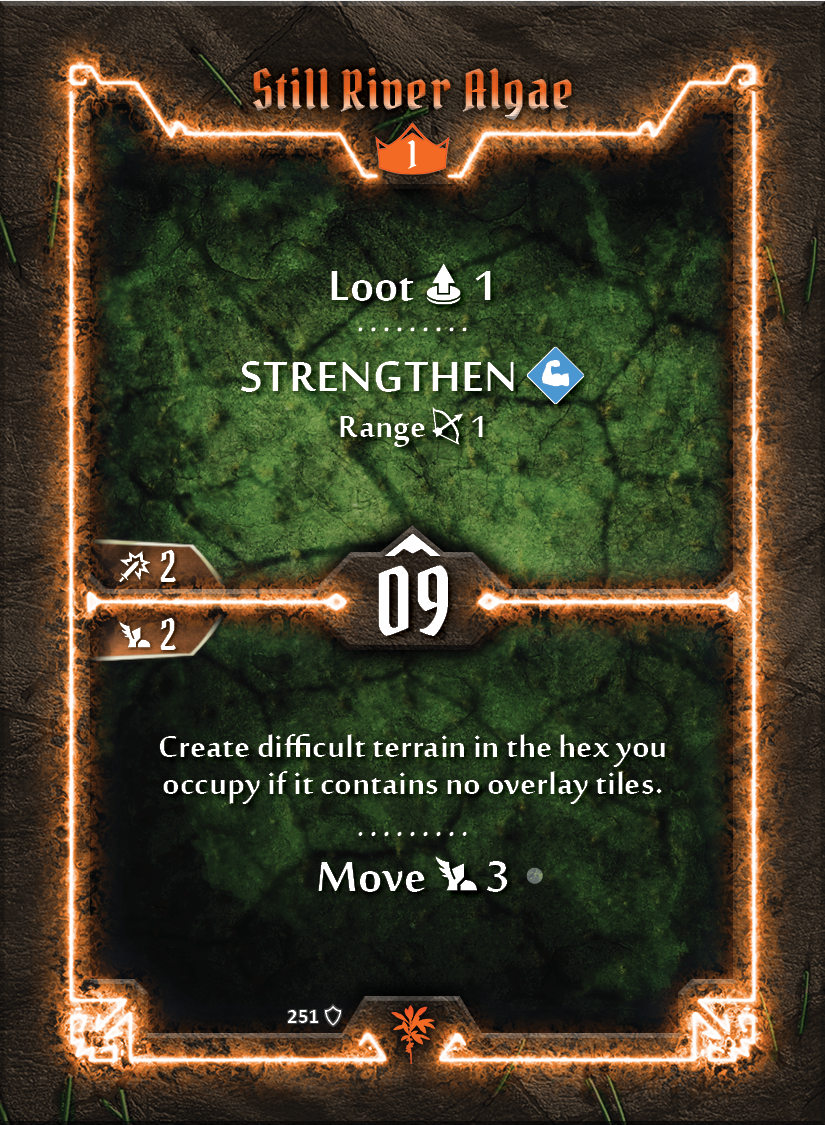 Still River Algae
1
Loot 1
STRENGTHEN
Range 1
2
09
2
Create difficult terrain in the hex you
occupy if it contains no overlay tiles.
Move 3
251